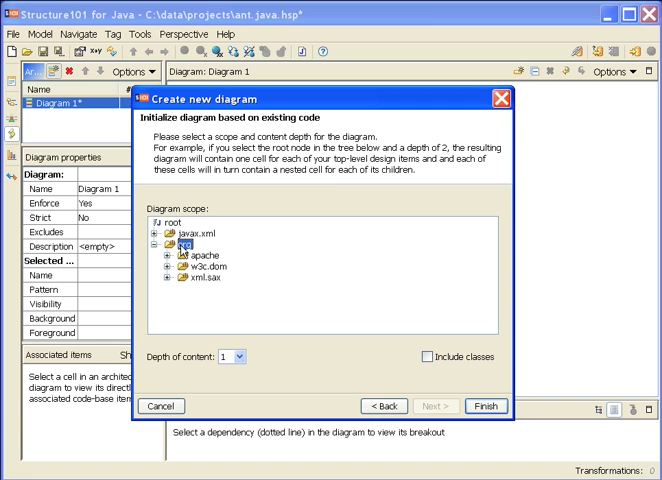 Structure101 for Java - C:\data\projects\ant.java.hsp*
File Model Navigate Tag Tools Perspective Help
Ar... Options
Diagram: Diagram 1 Options
Name #
Diagram 1*
Diagram properties
Diagram:
Name Diagram 1
Enforce Yes
Strict No
Excludes
Description <empty>
Selected ...
Name
Pattern
Visibility
Background
Foreground
Associated items Sh
Select a cell in an architec
diagram to view its directl
associated code-base item
Create new diagram
Initialize diagram based on existing code
Please select a scope and content depth for the diagram.
For example, if you select the root node in the tree below and a depth of 2, the resulting
diagram will contain one cell for each of your top-level design items and and each of
these cells will in turn contain a nested cell for each of its children.
Diagram scope:
root
javax.xml
org
apache
w3c.dom
xml.sax
Depth of content: 1 Include classes
Cancel < Back Next > Finish
Select a dependency (dotted line) in the diagram to view its breakout
Transformations: 0